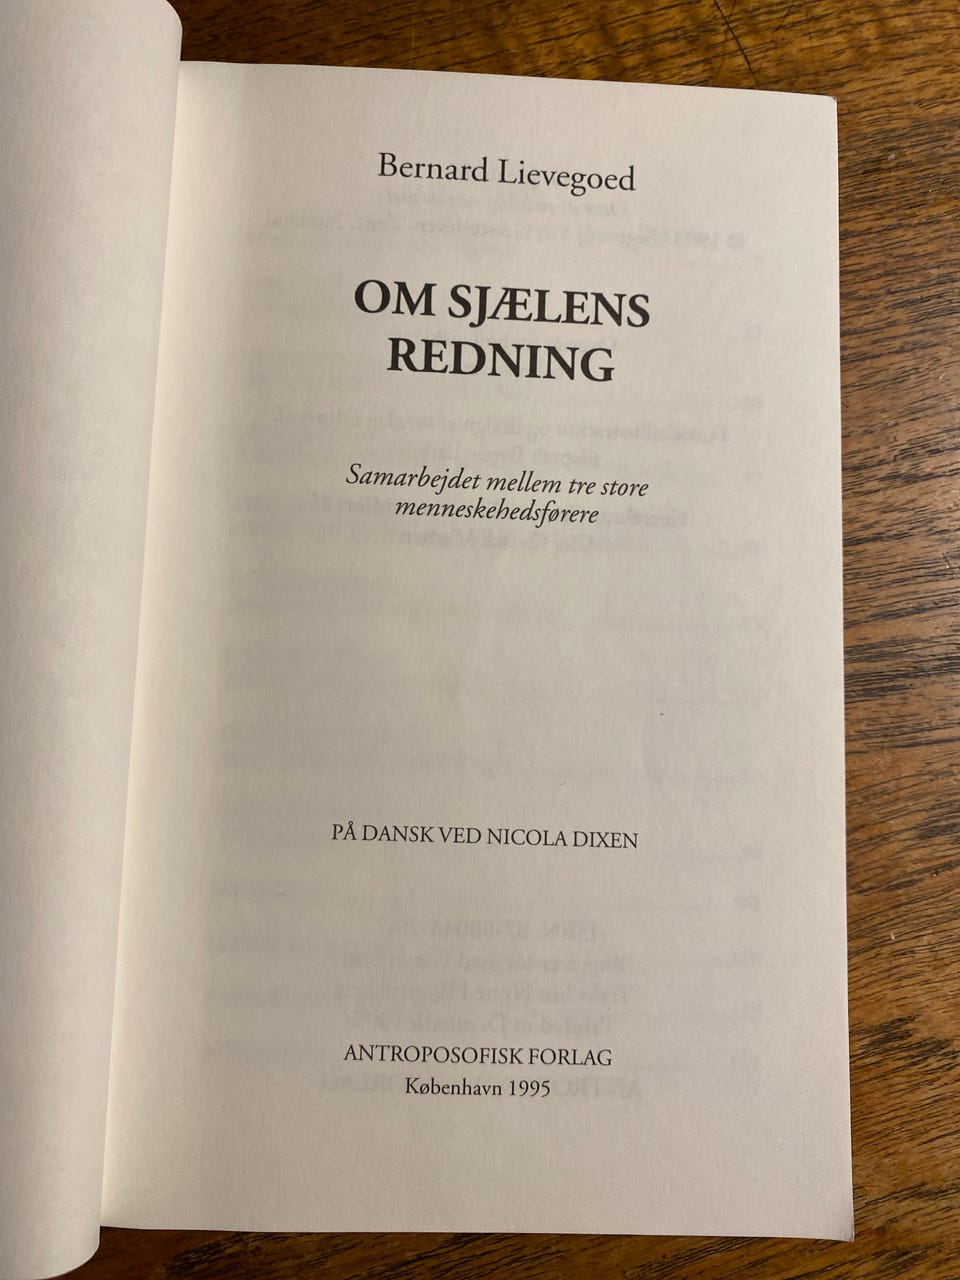 Bernard Lievegoed
OM SJÆLENS
REDNING
Samarbejdet mellem tre store
menneskehedsførere
PÅ DANSK VED NICOLA DIXEN
ANTROPOSOFISK FORLAG
København 1995